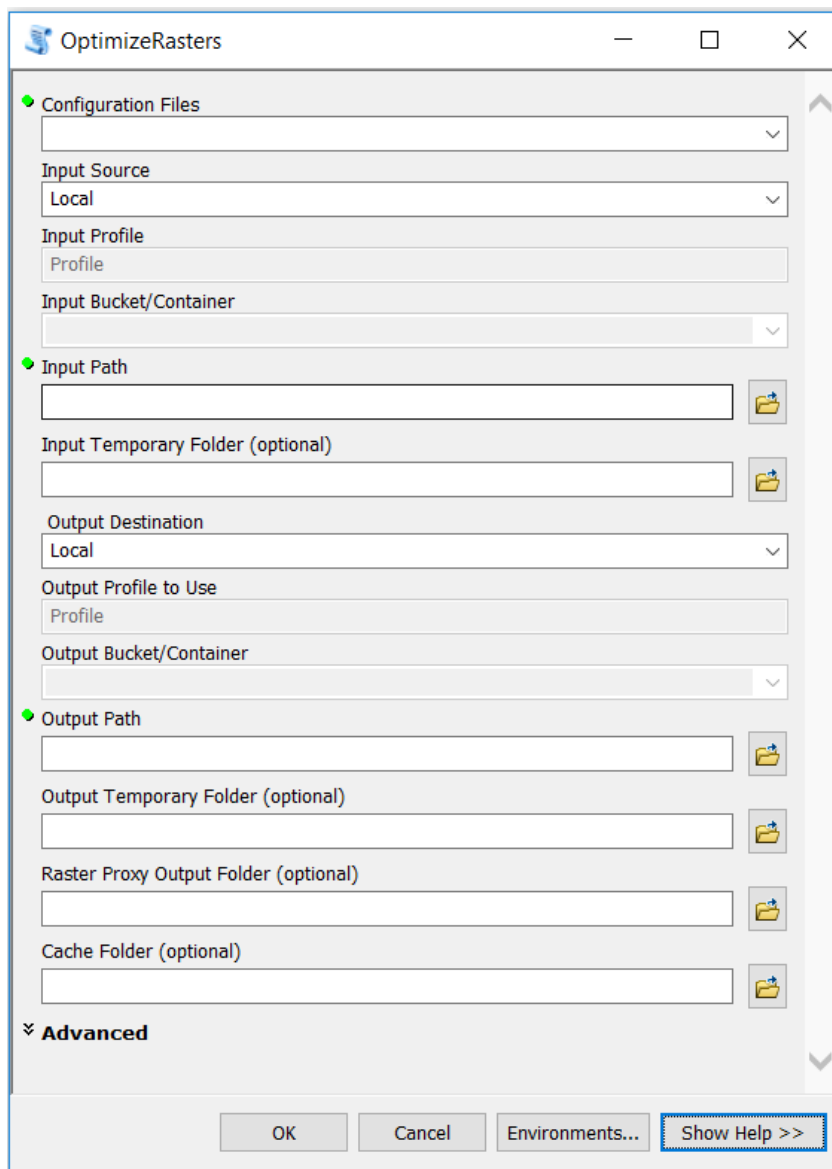 OptimizeRasters
Configuration Files
Input Source
Local
Input Profile
Profile
Input Bucket/Container
Input Path
Input Temporary Folder (optional)
Output Destination
Local
Output Profile to Use
Profile
Output Bucket/Container
Output Path
Output Temporary Folder (optional)
Raster Proxy Output Folder (optional)
Cache Folder (optional)
Advanced
OK Cancel Environments... Show Help >>